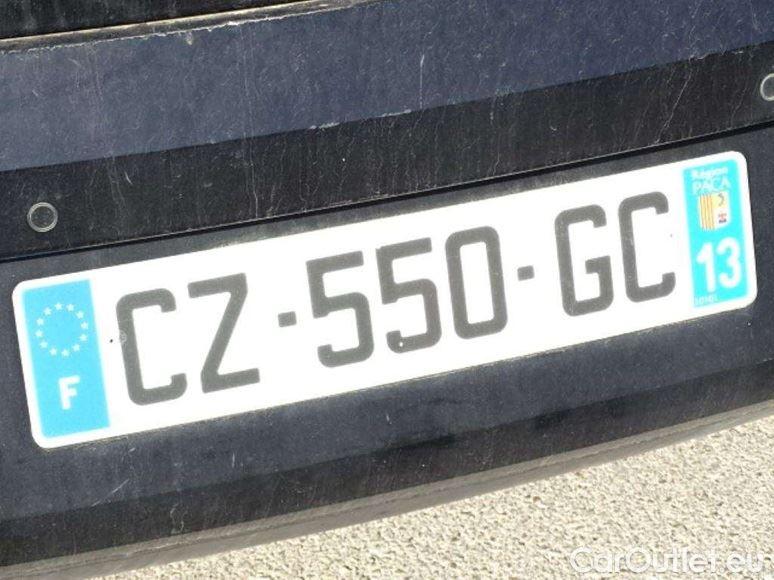 F
CZ-550-GC
Région
PACA
13
CarOutlet.eu